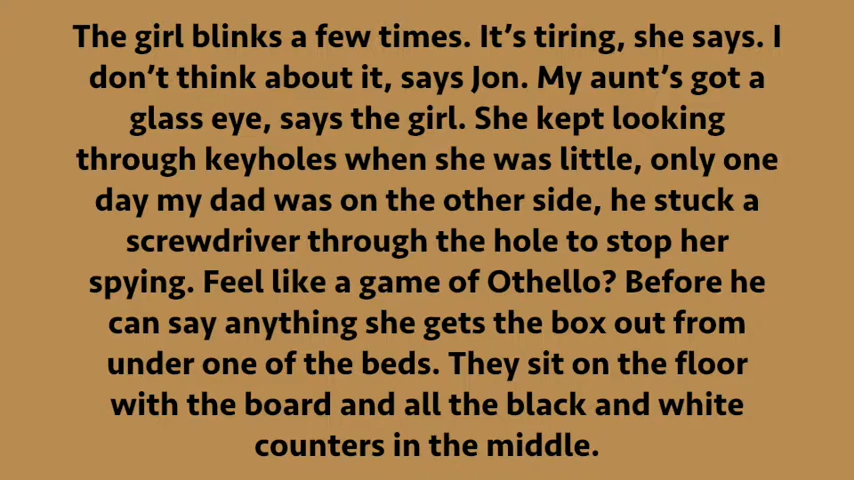 The girl blinks a few times. It’s tiring, she says. I
don’t think about it, says Jon. My aunt’s got a
glass eye, says the girl. She kept looking
through keyholes when she was little, only one
day my dad was on the other side, he stuck a
screwdriver through the hole to stop her
spying. Feel like a game of Othello? Before he
can say anything she gets the box out from
under one of the beds. They sit on the floor
with the board and all the black and white
counters in the middle.